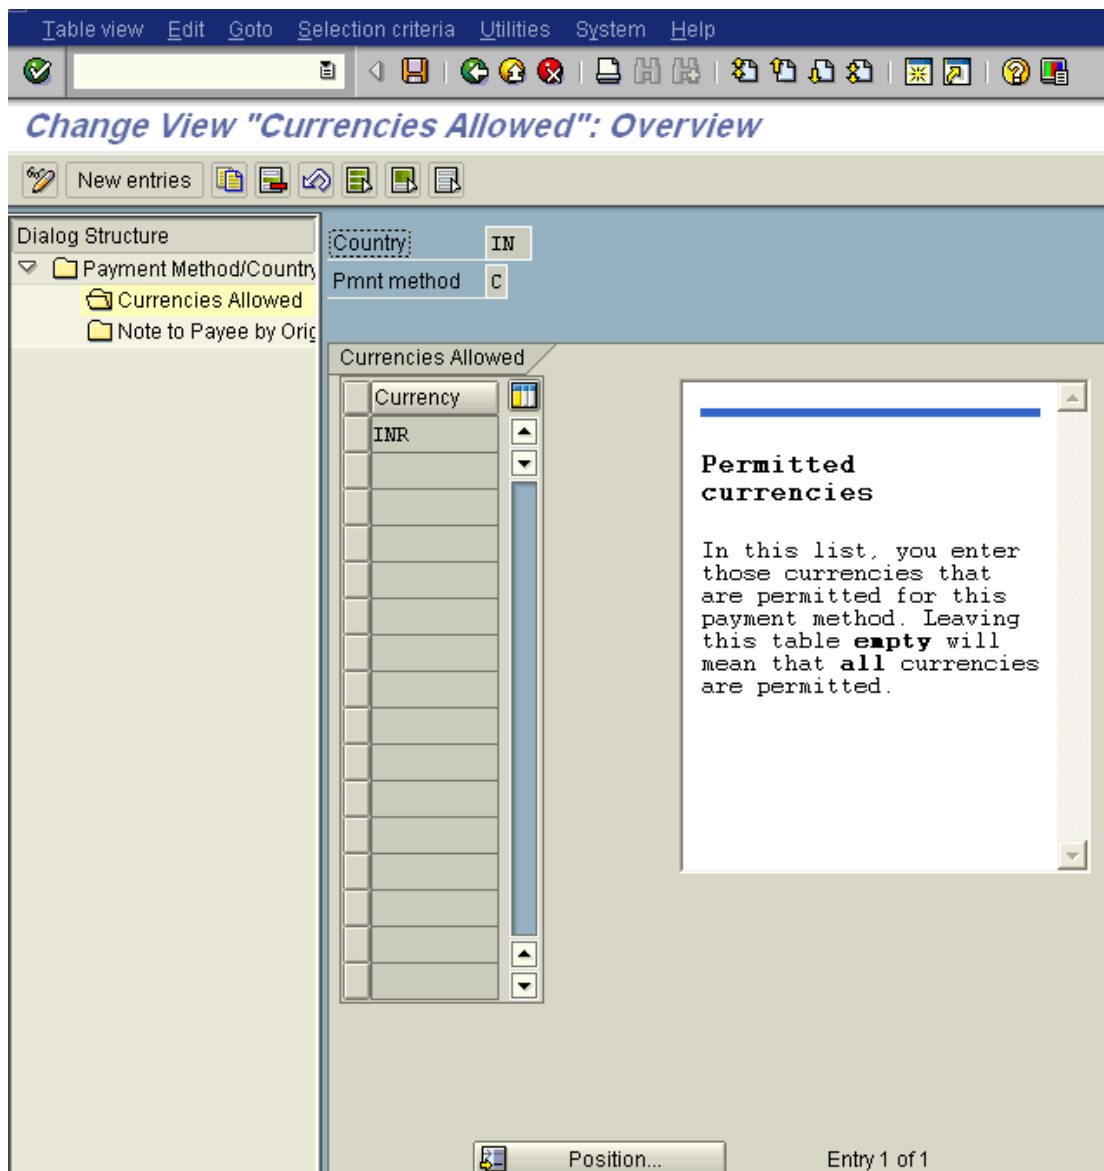 Table view Edit Goto Selection criteria Utilities System Help
Change View "Currencies Allowed": Overview
New entries
Dialog Structure
Payment Method/Country
Currencies Allowed
Note to Payee by Orig
Country IN
Pmnt method C
Currencies Allowed
Currency
INR
Permitted
currencies
In this list, you enter
those currencies that
are permitted for this
payment method. Leaving
this table empty will
mean that all currencies
are permitted.
Position...
Entry 1 of 1